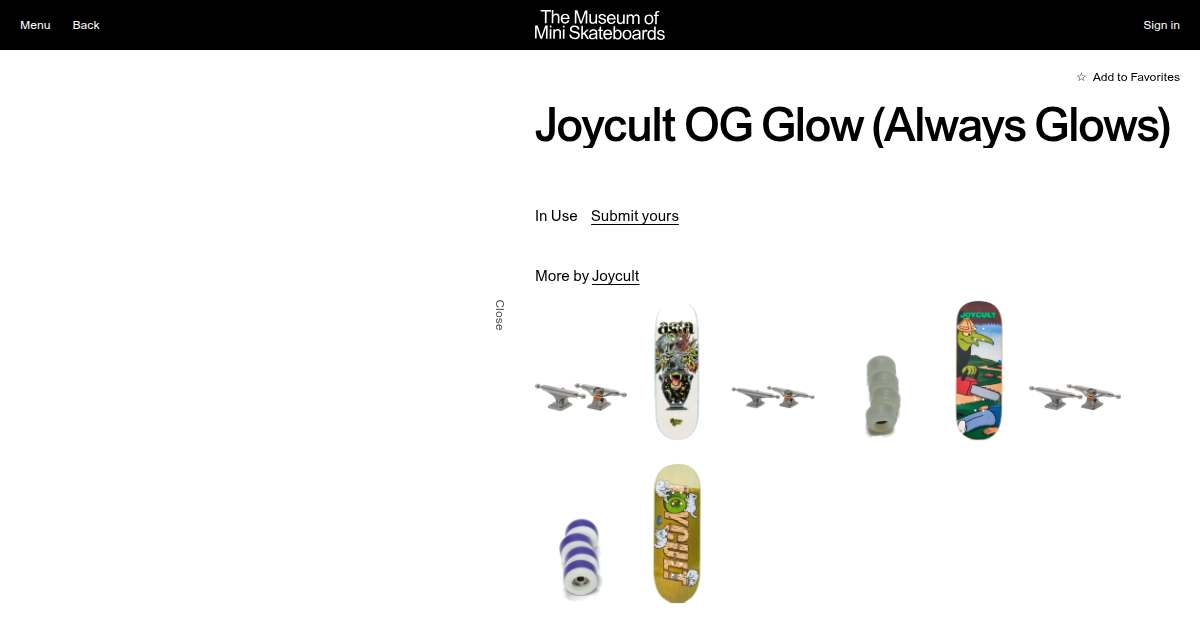 Menu Back The Museum of Mini Skateboards Sign in
☆ Add to Favorites
Joycult OG Glow (Always Glows)
In Use Submit yours
More by Joycult
Close
asta
JOYCULT
JOYCULT